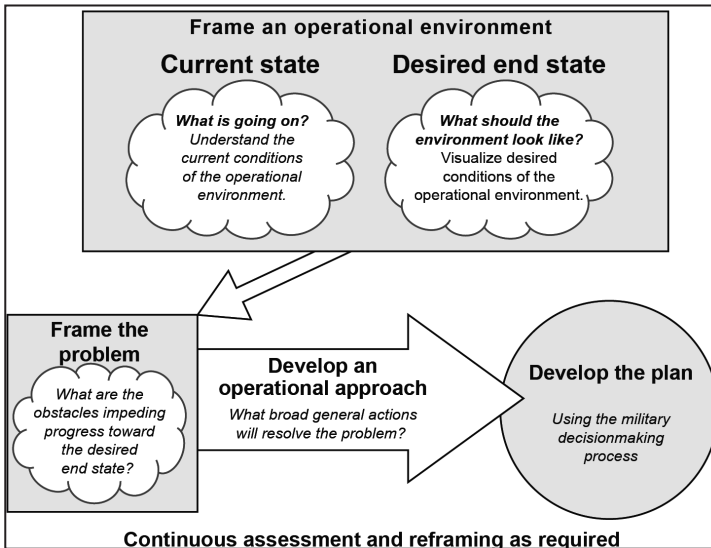 Frame an operational environment
Current state
What is going on?
Understand the
current conditions
of the operational
environment.
Desired end state
What should the
environment look like?
Visualize desired
conditions of the
operational environment.
Frame the
problem
What are the
obstacles impeding
progress toward
the desired
end state?
Develop an
operational approach
What broad general actions
will resolve the problem?
Develop the plan
Using the military
decisionmaking
process
Continuous assessment and reframing as required